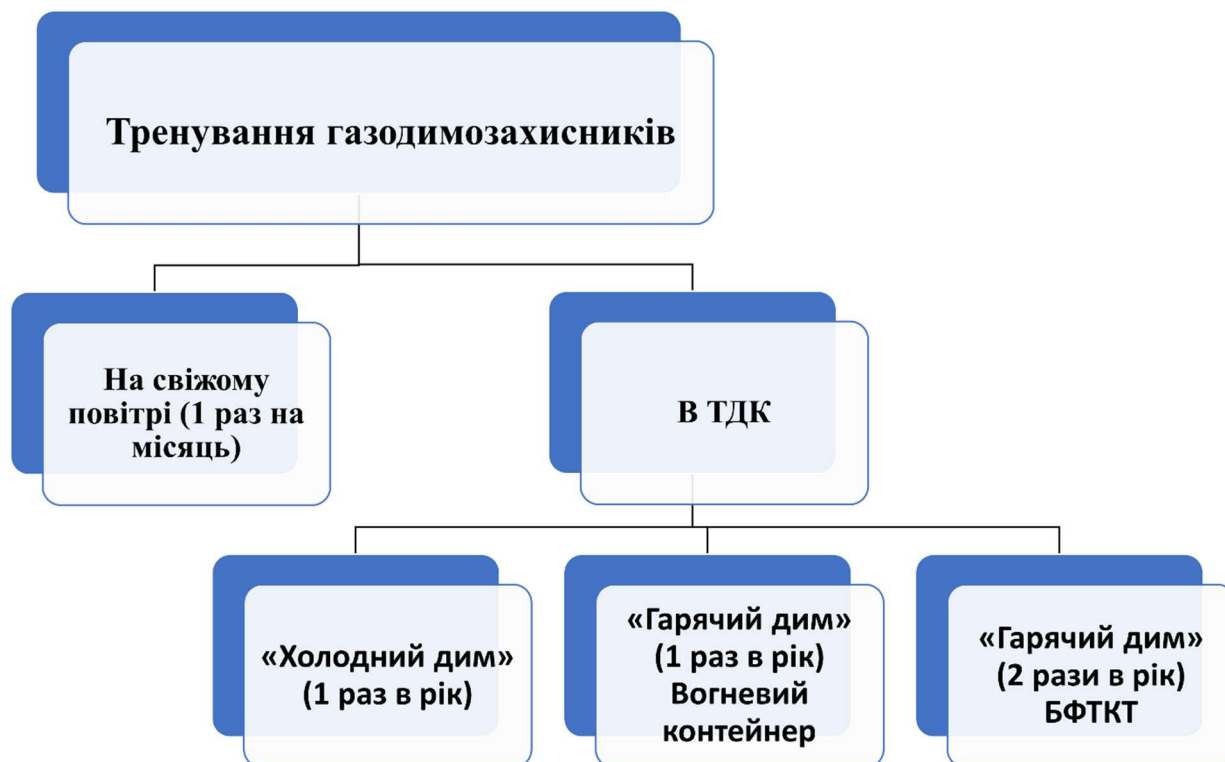 Тренування газодимозахисників
На свіжому
повітрі (1 раз на
місяць)
В ТДК
«Холодний дим»
(1 раз в рік)
«Гарячий дим»
(1 раз в рік)
Вогневий
контейнер
«Гарячий дим»
(2 рази в рік)
БФТКТ